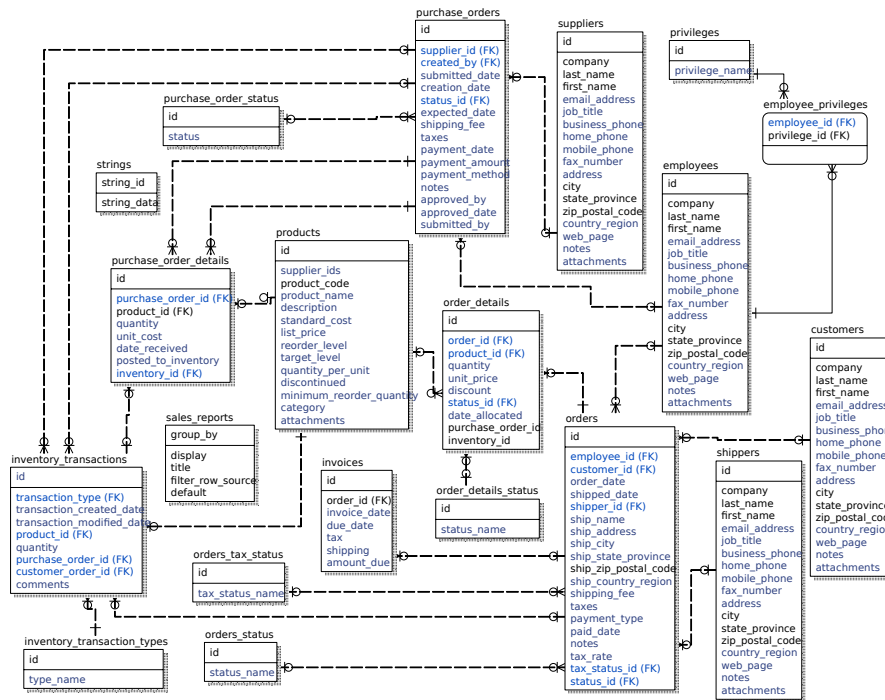 purchase_orders
id
supplier_id (FK)
created_by (FK)
submitted_date
creation_date
status_id (FK)
expected_date
shipping_fee
taxes
payment_date
payment_amount
payment_method
notes
approved_by
approved_date
submitted_by
suppliers
id
company
last_name
first_name
email_address
job_title
business_phone
home_phone
mobile_phone
fax_number
address
city
state_province
zip_postal_code
country_region
web_page
notes
attachments
privileges
id
privilege_name
employee_privileges
employee_id (FK)
privilege_id (FK)
purchase_order_status
id
status
strings
string_id
string_data
employees
id
company
last_name
first_name
email_address
job_title
business_phone
home_phone
mobile_phone
fax_number
address
city
state_province
zip_postal_code
country_region
web_page
notes
attachments
products
id
supplier_ids
product_code
product_name
description
standard_cost
list_price
reorder_level
target_level
quantity_per_unit
discontinued
minimum_reorder_quantity
category
attachments
purchase_order_details
id
purchase_order_id (FK)
product_id (FK)
quantity
unit_cost
date_received
posted_to_inventory
inventory_id (FK)
order_details
id
order_id (FK)
product_id (FK)
quantity
unit_price
discount
status_id (FK)
date_allocated
purchase_order_id
inventory_id
customers
id
company
last_name
first_name
email_address
job_title
business_phone
home_phone
mobile_phone
fax_number
address
city
state_province
zip_postal_code
country_region
web_page
notes
attachments
sales_reports
group_by
display
title
filter_row_source
default
orders
id
employee_id (FK)
customer_id (FK)
order_date
shipped_date
shipper_id (FK)
ship_name
ship_address
ship_city
ship_state_province
ship_zip_postal_code
ship_country_region
shipping_fee
taxes
payment_type
paid_date
notes
tax_rate
tax_status_id (FK)
status_id (FK)
inventory_transactions
id
transaction_type (FK)
transaction_created_date
transaction_modified_date
product_id (FK)
quantity
purchase_order_id (FK)
customer_order_id (FK)
comments
invoices
id
order_id (FK)
invoice_date
due_date
tax
shipping
amount_due
order_details_status
id
status_name
shippers
id
company
last_name
first_name
email_address
job_title
business_phone
home_phone
mobile_phone
fax_number
address
city
state_province
zip_postal_code
country_region
web_page
notes
attachments
orders_tax_status
id
tax_status_name
inventory_transaction_types
id
type_name
orders_status
id
status_name